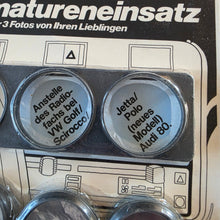 matureneinsatz
3 Fotos von Ihren Lieblingen
Anstelle
des Radio-
fachs bei
VW Golf/
Scirocco/
Jetta/
Polo
(neues
Modell)
Audi 80.